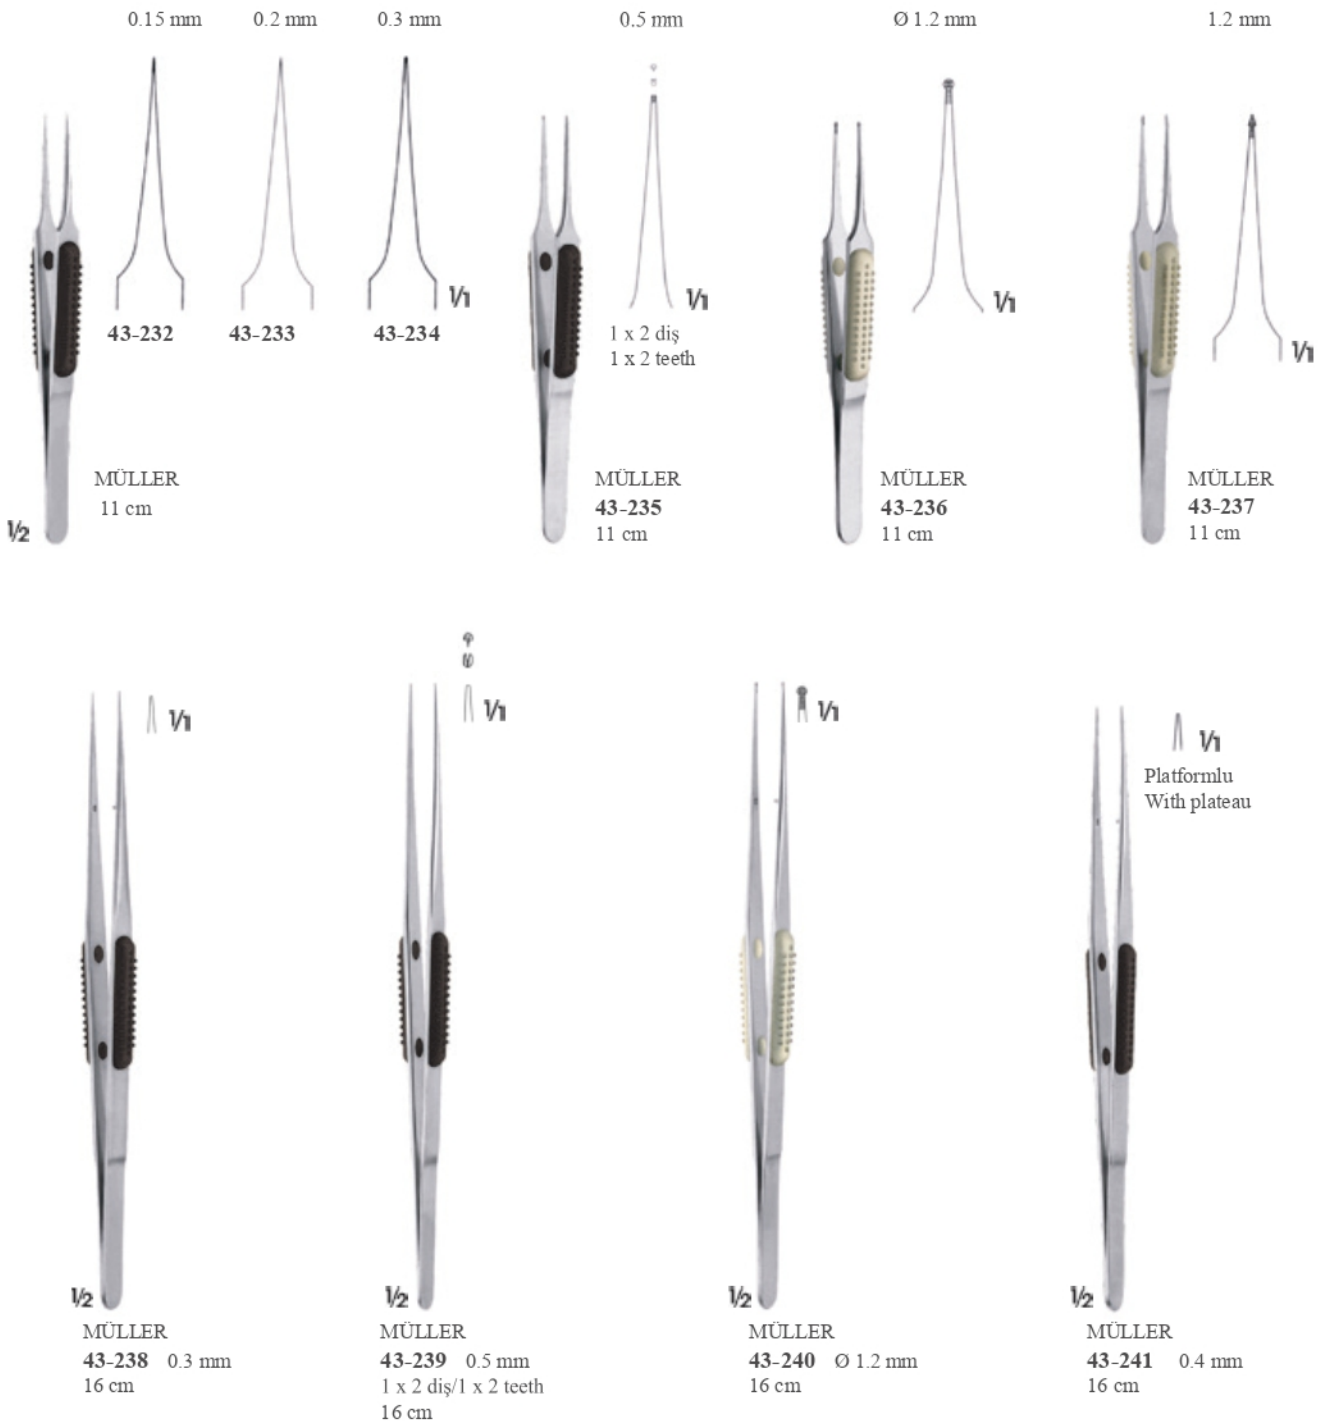 0.15 mm
0.2 mm
0.3 mm
0.5 mm
Ø 1.2 mm
1.2 mm
1/1
43-232
43-233
43-234
1/1
1 x 2 diş
1 x 2 teeth
1/1
1/1
MÜLLER
11 cm
1/2
MÜLLER
43-235
11 cm
MÜLLER
43-236
11 cm
MÜLLER
43-237
11 cm
1/1
1/1
1/1
1/1
Platformlu
With plateau
1/2
MÜLLER
43-238 0.3 mm
16 cm
1/2
MÜLLER
43-239 0.5 mm
1 x 2 diş/1 x 2 teeth
16 cm
1/2
MÜLLER
43-240 Ø 1.2 mm
16 cm
1/2
MÜLLER
43-241 0.4 mm
16 cm